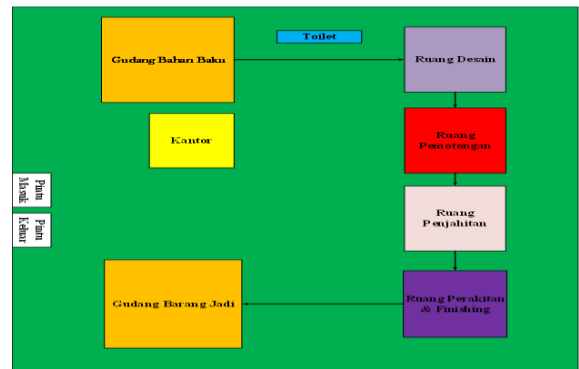 Toilet
Gudang Bahan Baku
Ruang Desain
Kantor
Ruang
Pemotongan
Pintu
Masuk
Pintu
Keluar
Ruang
Penjahitan
Gudang Barang Jadi
Ruang Perakitan
& Finishing